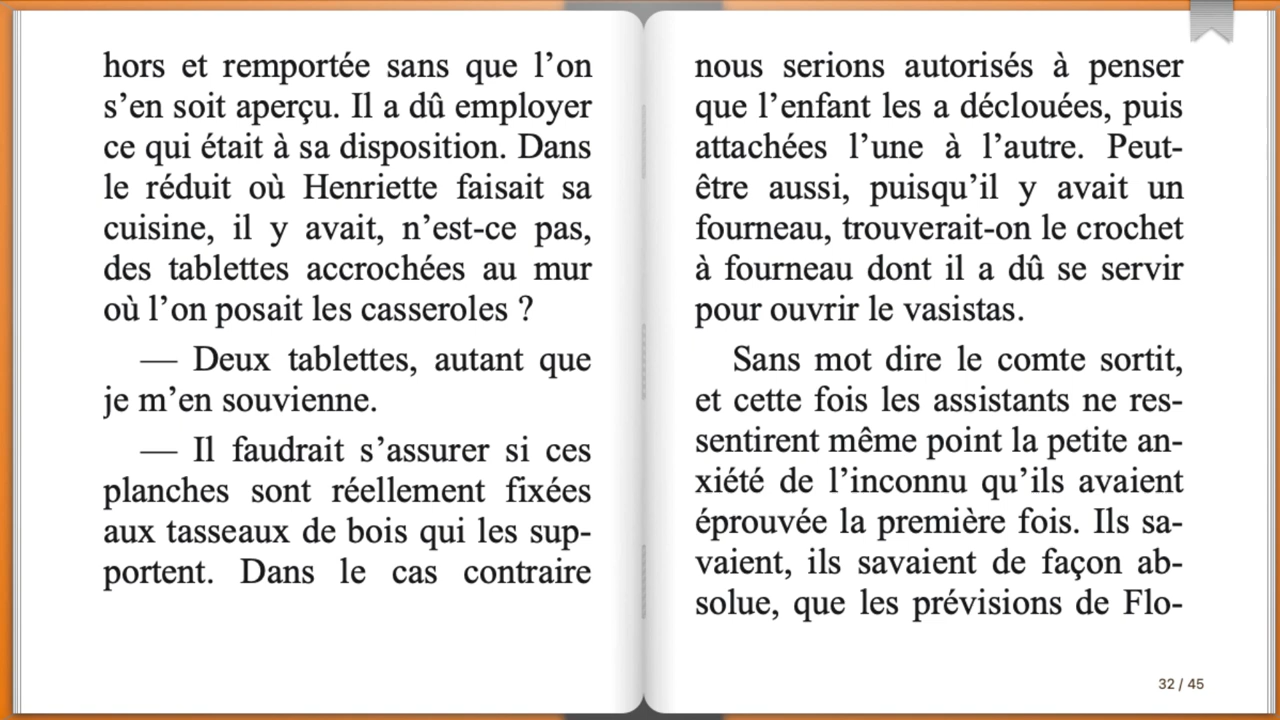 hors et remportée sans que l’on
s’en soit aperçu. Il a dû employer
ce qui était à sa disposition. Dans
le réduit où Henriette faisait sa
cuisine, il y avait, n’est-ce pas,
des tablettes accrochées au mur
où l’on posait les casseroles ?
— Deux tablettes, autant que
je m’en souvienne.
— Il faudrait s’assurer si ces
planches sont réellement fixées
aux tasseaux de bois qui les sup-
portent. Dans le cas contraire
nous serions autorisés à penser
que l’enfant les a déclouées, puis
attachées l’une à l’autre. Peut-
être aussi, puisqu’il y avait un
fourneau, trouverait-on le crochet
à fourneau dont il a dû se servir
pour ouvrir le vasistas.
Sans mot dire le comte sortit,
et cette fois les assistants ne res-
sentirent même point la petite an-
xiété de l’inconnu qu’ils avaient
éprouvée la première fois. Ils sa-
vaient, ils savaient de façon ab-
solue, que les prévisions de Flo-
32 / 45